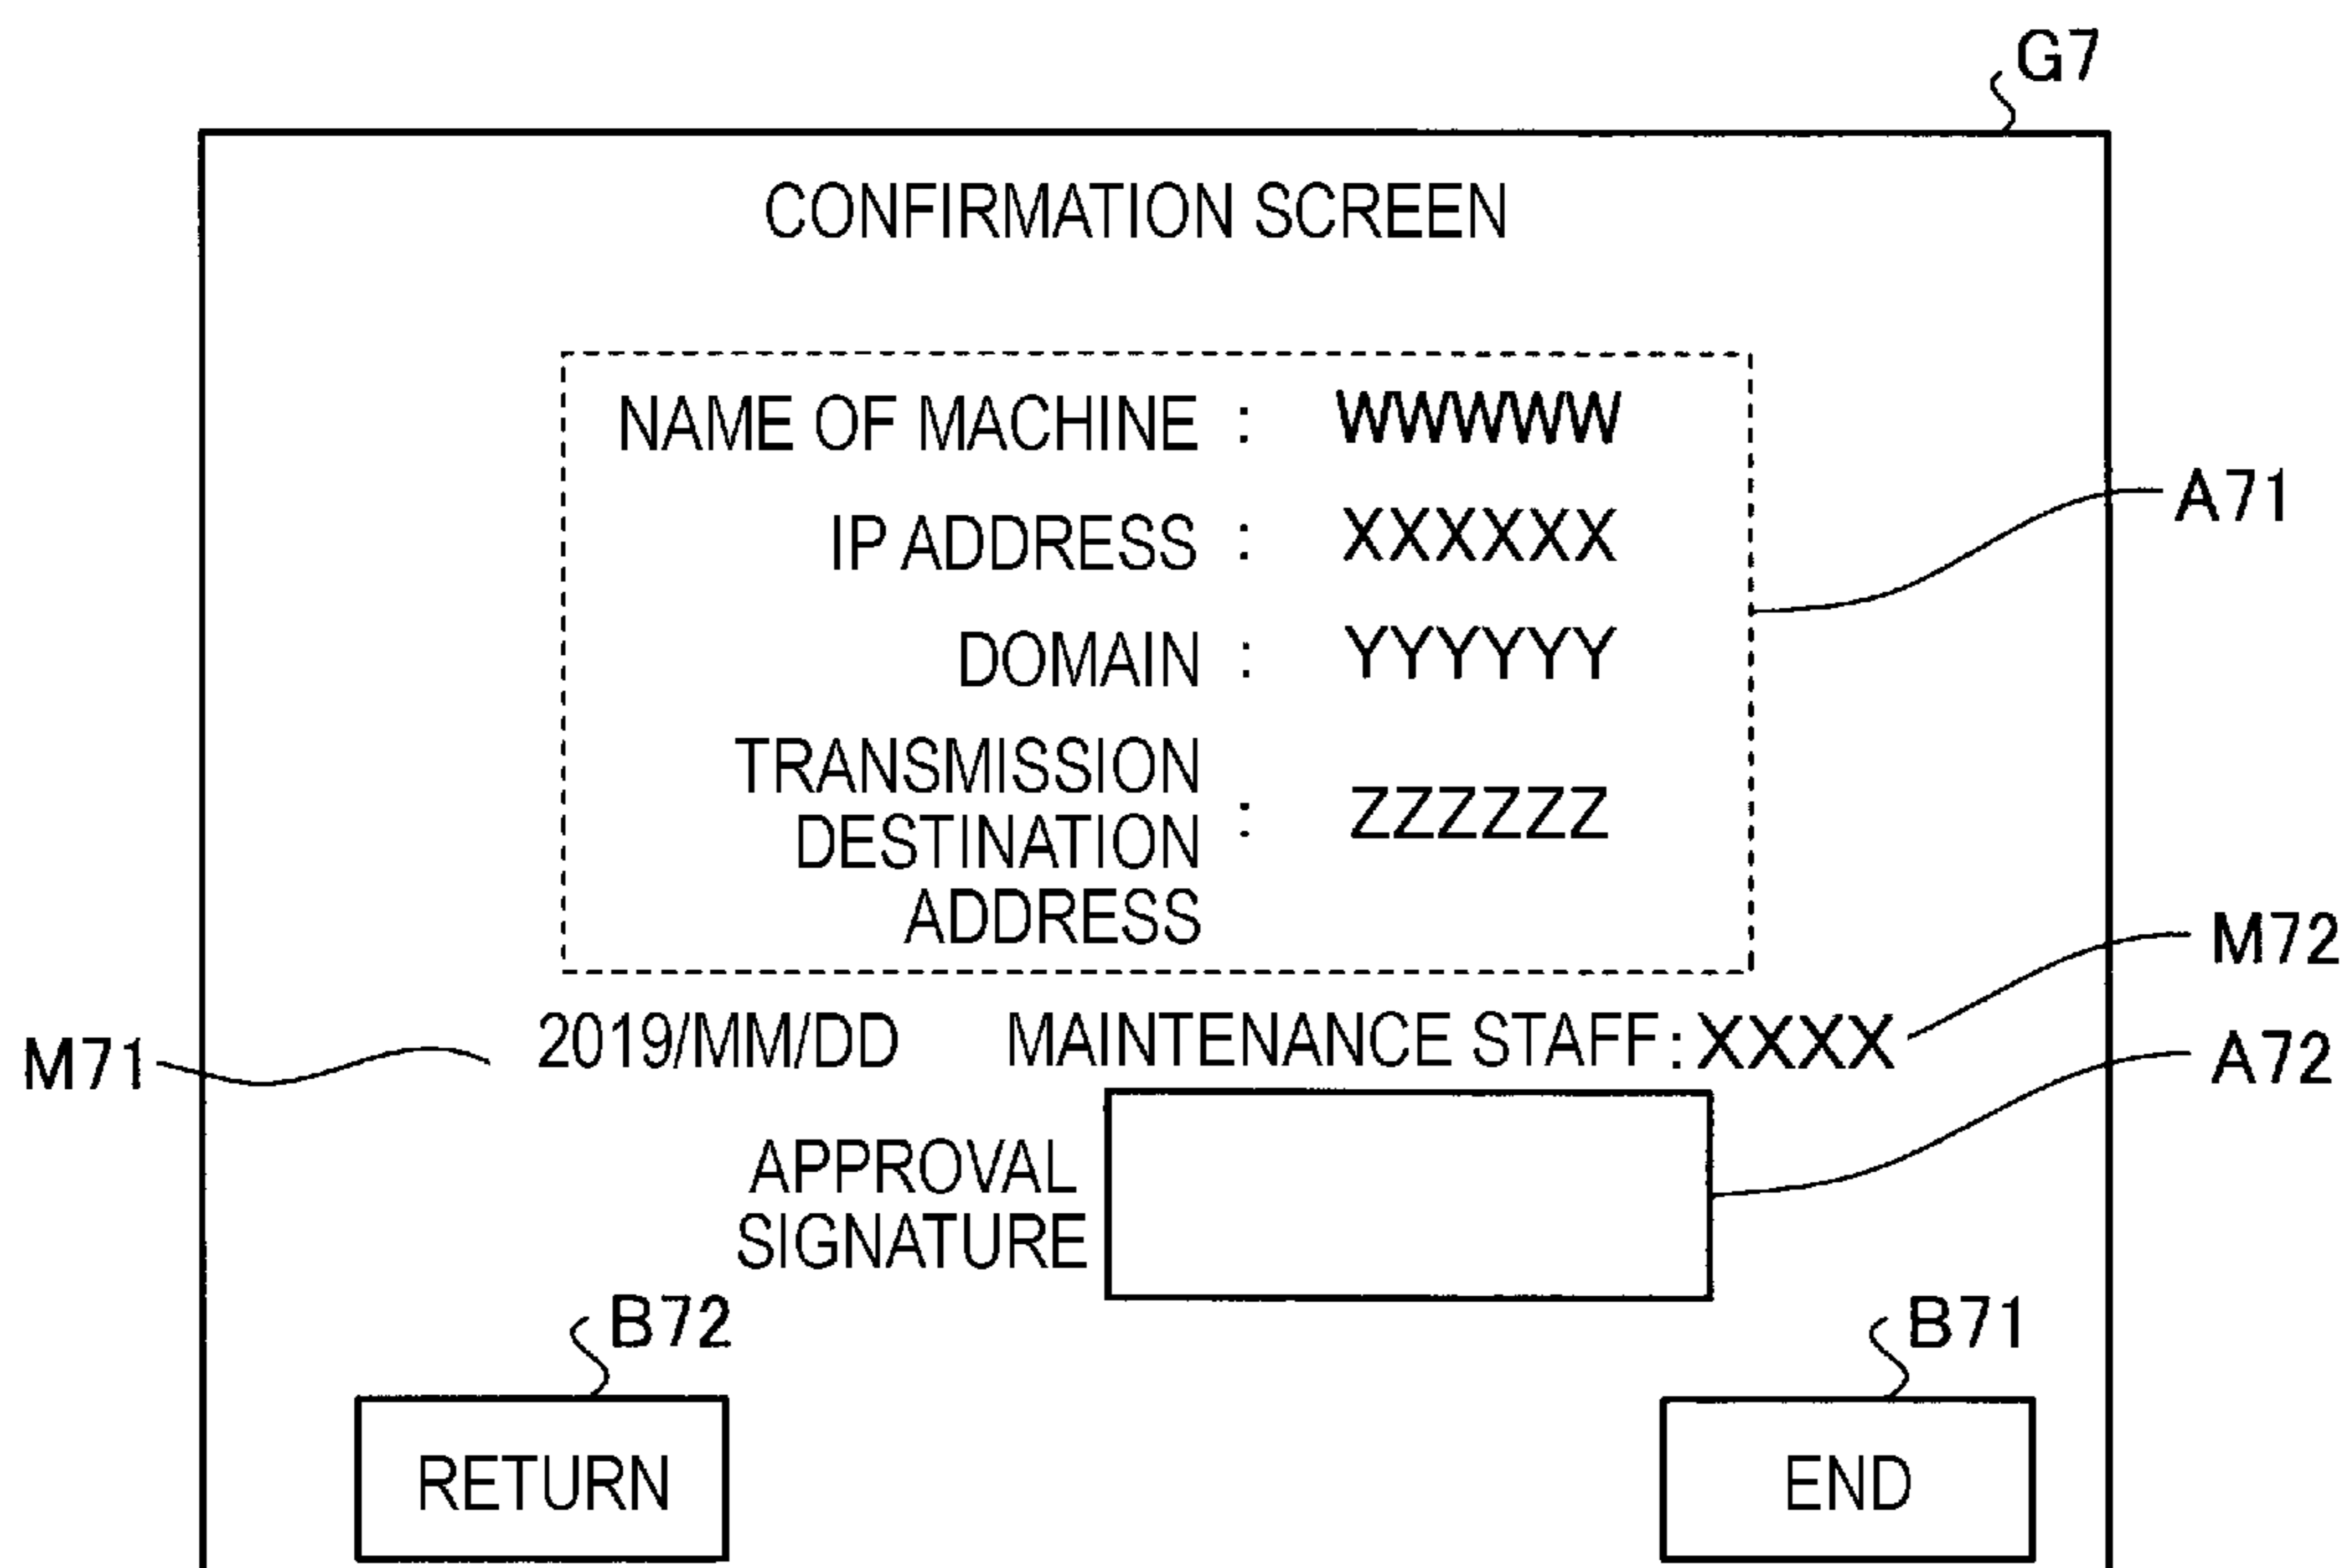 G7
CONFIRMATION SCREEN
NAME OF MACHINE : WWWWWW
IP ADDRESS : XXXXXX
A71
DOMAIN : YYYYYY
TRANSMISSION
DESTINATION : ZZZZZZ
ADDRESS
M72
M71
2019/MM/DD MAINTENANCE STAFF:XXXX
A72
APPROVAL
SIGNATURE
B72
B71
RETURN
END